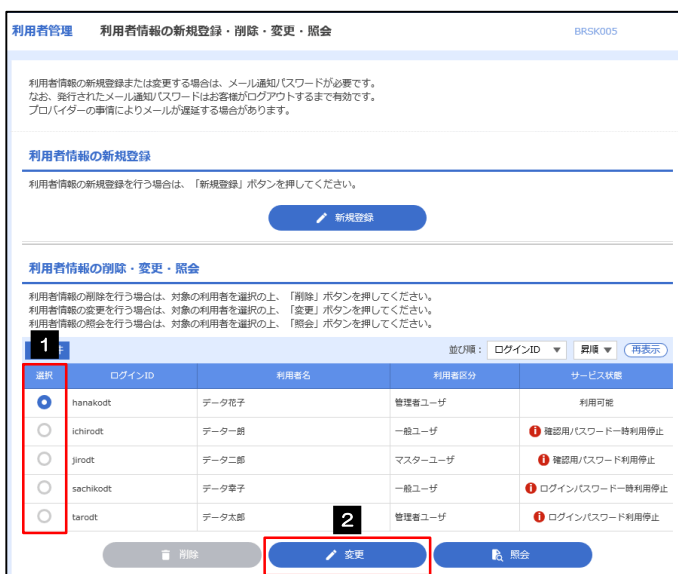 利用者管理 利用者情報の新規登録・削除・変更・照会 BRSK005
利用者情報の新規登録または変更する場合は、メール通知パスワードが必要です。
なお、発行されたメール通知パスワードはお客様がログアウトするまで有効です。
プロバイダーの事情によりメールが遅延する場合があります。
利用者情報の新規登録
利用者情報の新規登録を行う場合は、「新規登録」ボタンを押してください。
新規登録
利用者情報の削除・変更・照会
利用者情報の削除を行う場合は、対象の利用者を選択の上、「削除」ボタンを押してください。
利用者情報の変更を行う場合は、対象の利用者を選択の上、「変更」ボタンを押してください。
利用者情報の照会を行う場合は、対象の利用者を選択の上、「照会」ボタンを押してください。
1 件 並び順： ログインID ▼ 昇順 ▼ 再表示
選択 ログインID 利用者名 利用者区分 サービス状態
hanakodt データ花子 管理者ユーザ 利用可能
ichirodt データ一郎 一般ユーザ 確認用パスワード一時利用停止
jirodt データ二郎 マスターユーザ 確認用パスワード利用停止
sachikodt データ幸子 一般ユーザ ログインパスワード一時利用停止
tarodt データ太郎 管理者ユーザ ログインパスワード利用停止
2
削除 変更 照会